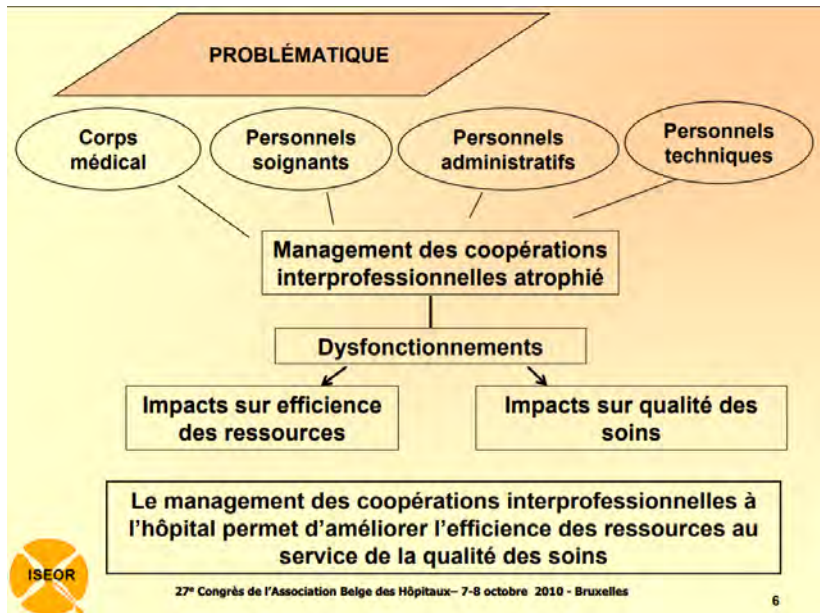 PROBLÉMATIQUE
Corps
médical
Personnels
soignants
Personnels
administratifs
Personnels
techniques
Management des coopérations
interprofessionnelles atrophié
Dysfonctionnements
Impacts sur efficience
des ressources
Impacts sur qualité des
soins
Le management des coopérations interprofessionnelles à
l'hôpital permet d'améliorer l'efficience des ressources au
service de la qualité des soins
ISEOR
27e Congrès de l'Association Belge des Hôpitaux– 7-8 octobre 2010 - Bruxelles
6